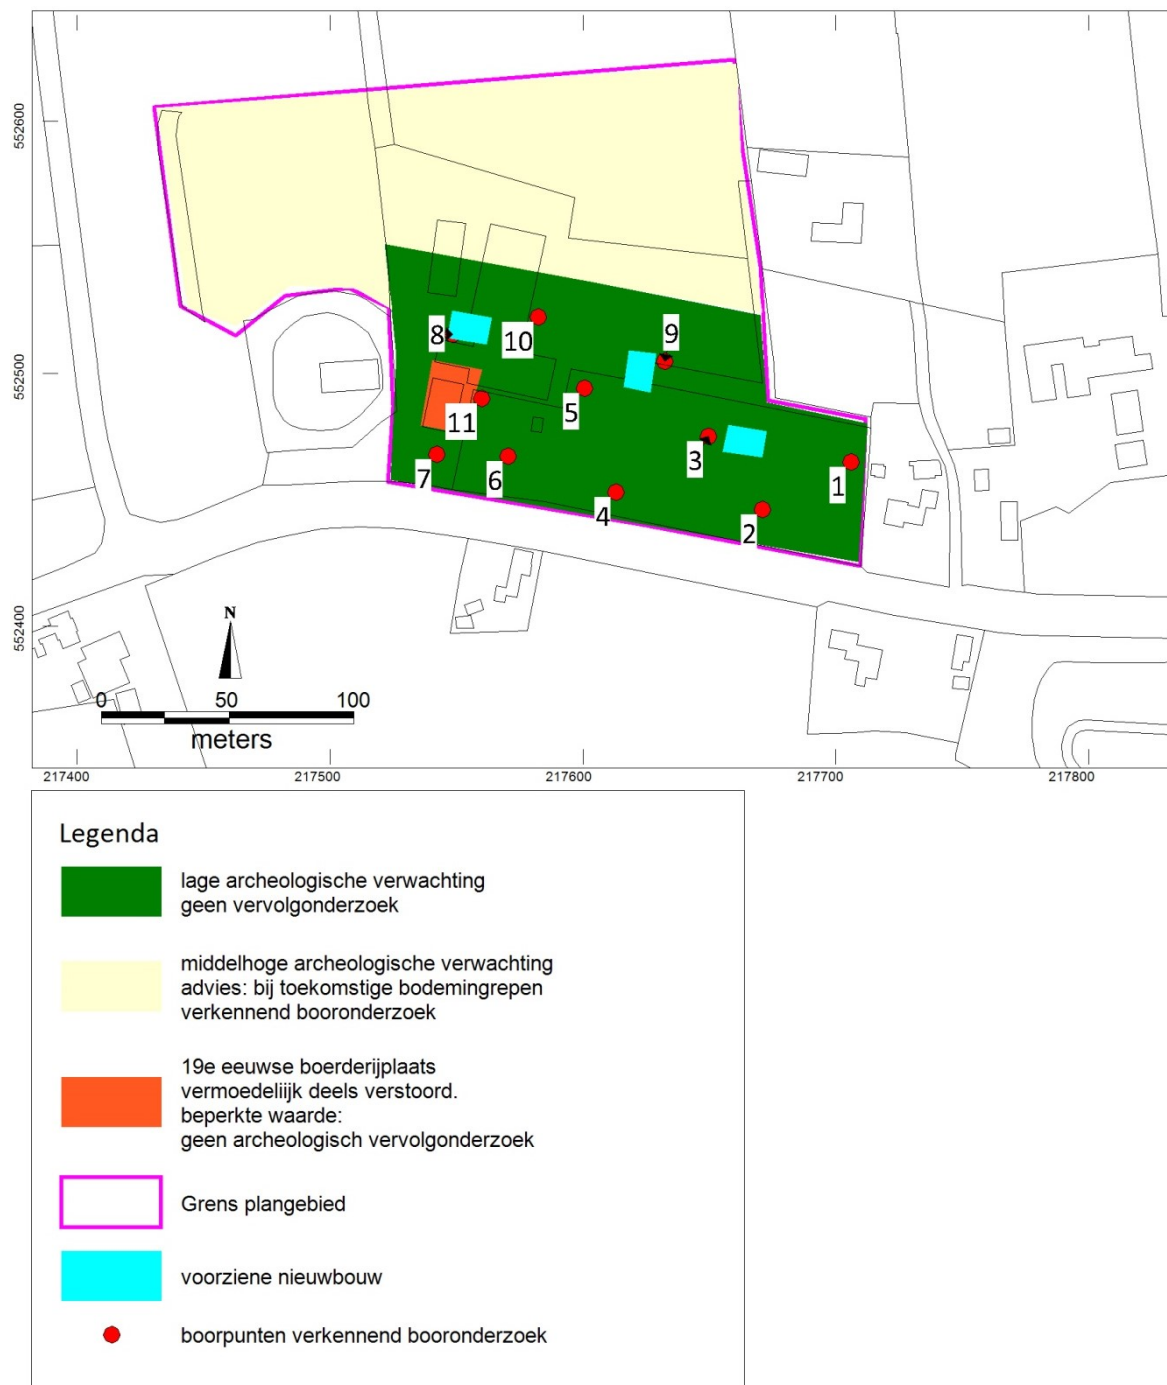 552600
552500
552400
8
10
9
5
11
3
7
6
4
2
1
N
0 50 100
meters
217400 217500 217600 217700 217800
Legenda
lage archeologische verwachting
geen vervolgonderzoek
middelhoge archeologische verwachting
advies: bij toekomstige bodemingrepen
verkennend booronderzoek
19e eeuwse boerderijplaats
vermoedeliijk deels verstoord.
beperkte waarde:
geen archeologisch vervolgonderzoek
Grens plangebied
voorziene nieuwbouw
boorpunten verkennend booronderzoek